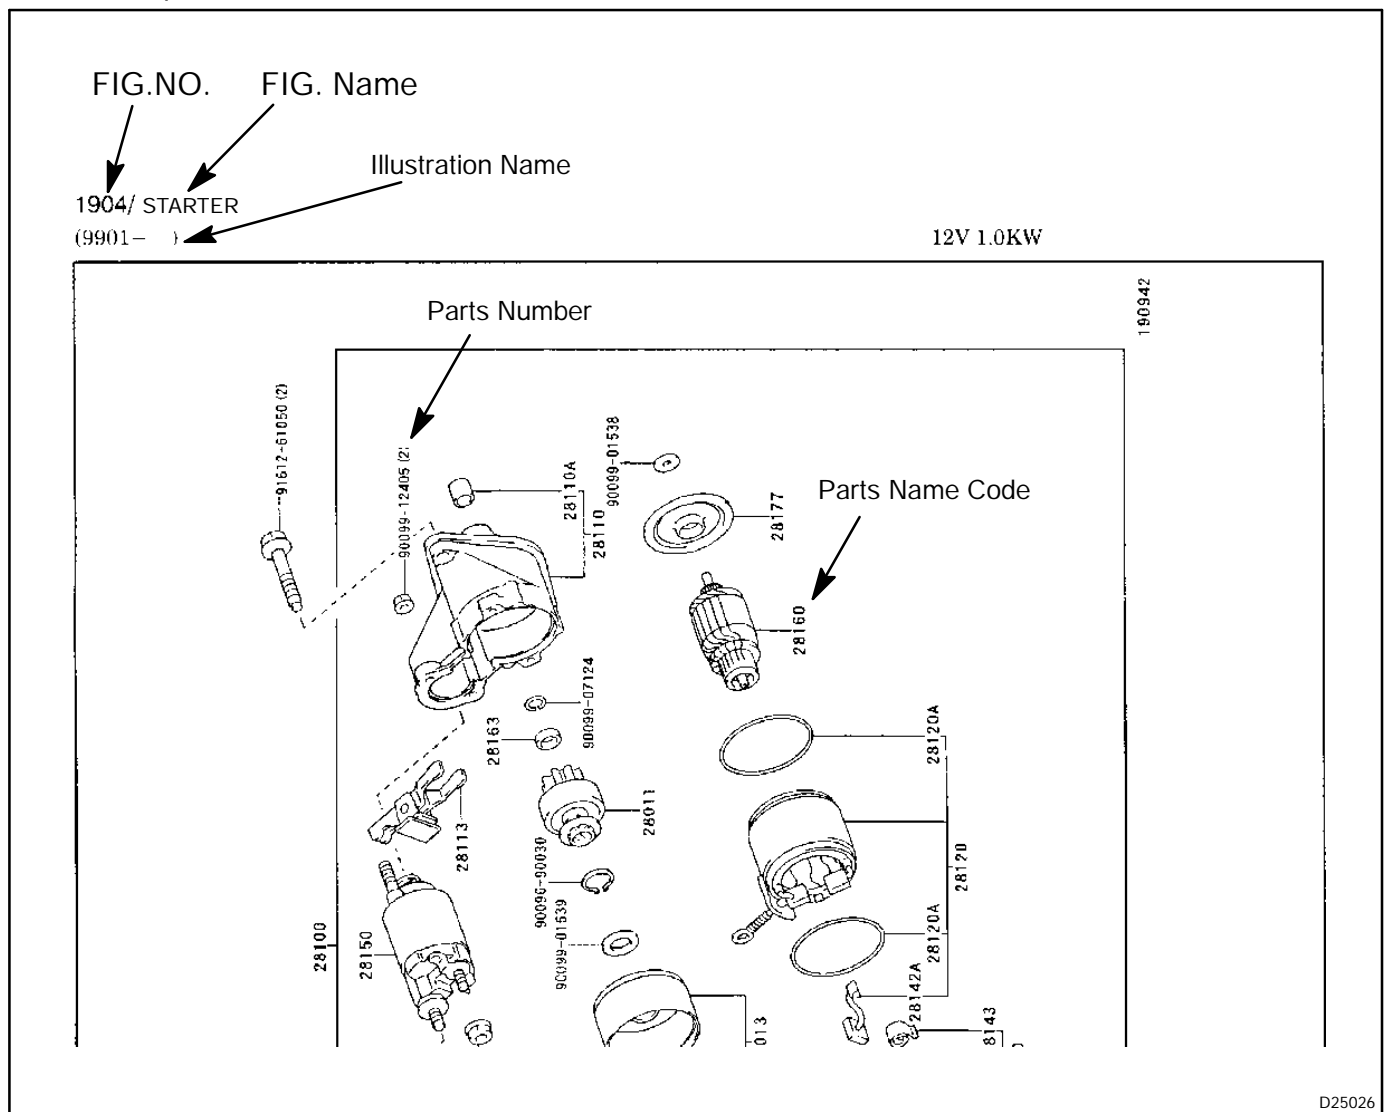 FIG.NO. FIG. Name
Illustration Name
1904/ STARTER
(9901- )
12V 1.0KW
190942
Parts Number
91612-61050 (2)
90099-12405 (2)
28110A
28110
90099-01538
28177
Parts Name Code
28160
90099-07124
28163
28120A
28113
28011
28120
90096-90030
90099-01539
28100
28150
28120A
28142A
013
8143
D25026